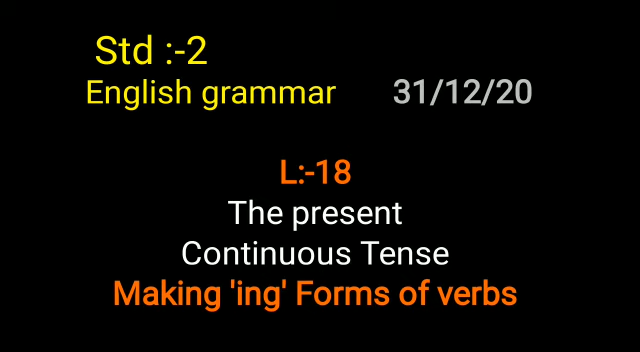 Std :-2
English grammar 31/12/20
L:-18
The present
Continuous Tense
Making 'ing' Forms of verbs